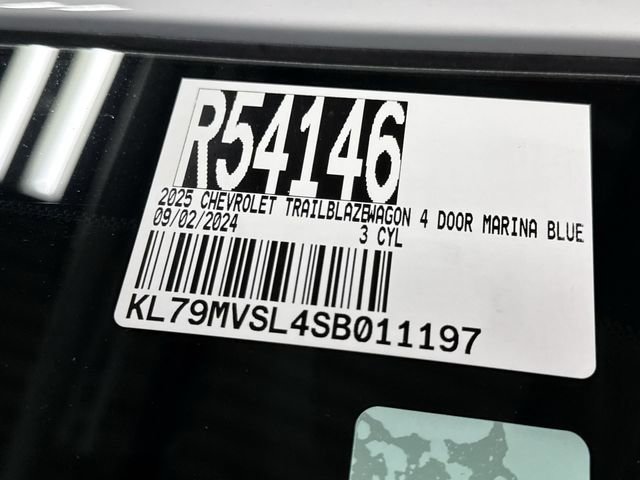 R54146
2025 CHEVROLET TRAILBLAZEWAGON 4 DOOR MARINA BLUE
09/02/2024 3 CYL
KL79MVSL4SB011197